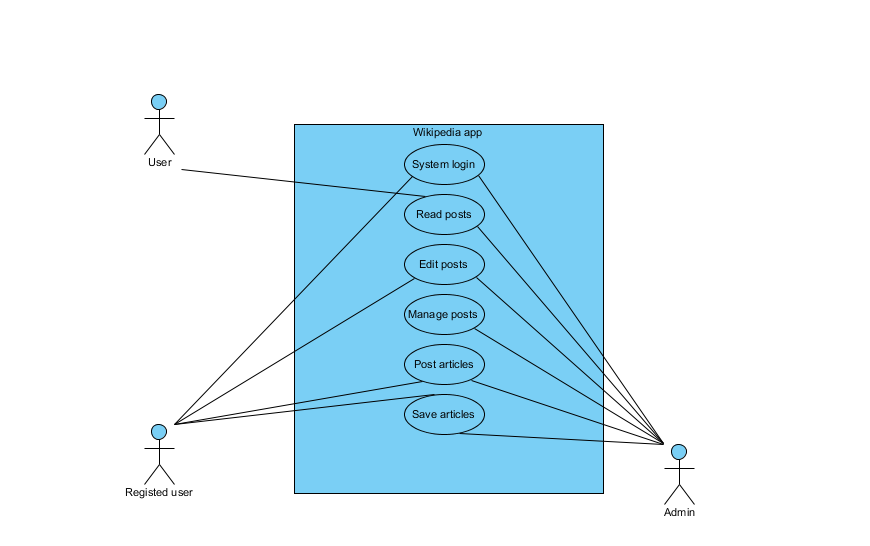 User
Wikipedia app
System login
Read posts
Edit posts
Manage posts
Post articles
Save articles
Registed user
Admin